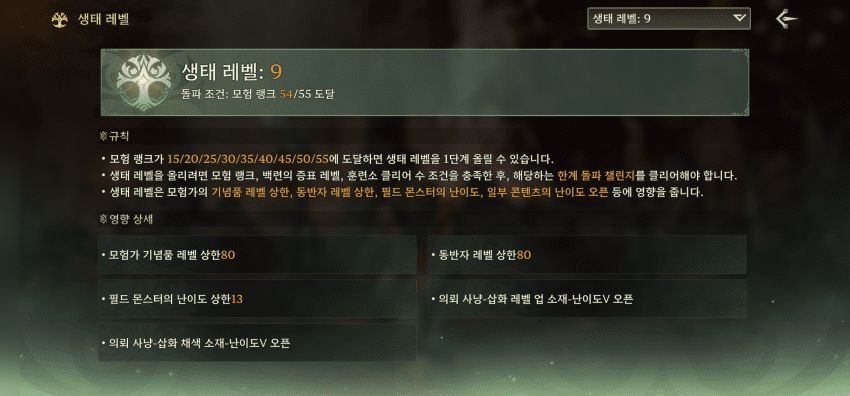 생태 레벨
생태 레벨: 9
생태 레벨: 9
돌파 조건: 모험 랭크 54/55 도달
※규칙
• 모험 랭크가 15/20/25/30/35/40/45/50/55에 도달하면 생태 레벨을 1단계 올릴 수 있습니다.
• 생태 레벨을 올리려면 모험 랭크, 백련의 증표 레벨, 훈련소 클리어 수 조건을 충족한 후, 해당하는 한계 돌파 챌린지를 클리어해야 합니다.
• 생태 레벨은 모험가의 기념품 레벨 상한, 동반자 레벨 상한, 필드 몬스터의 난이도, 일부 콘텐츠의 난이도 오픈 등에 영향을 줍니다.
※영향 상세
• 모험가 기념품 레벨 상한80
• 동반자 레벨 상한80
• 필드 몬스터의 난이도 상한13
• 의뢰 사냥-삽화 레벨 업 소재-난이도V 오픈
• 의뢰 사냥-삽화 채색 소재-난이도V 오픈